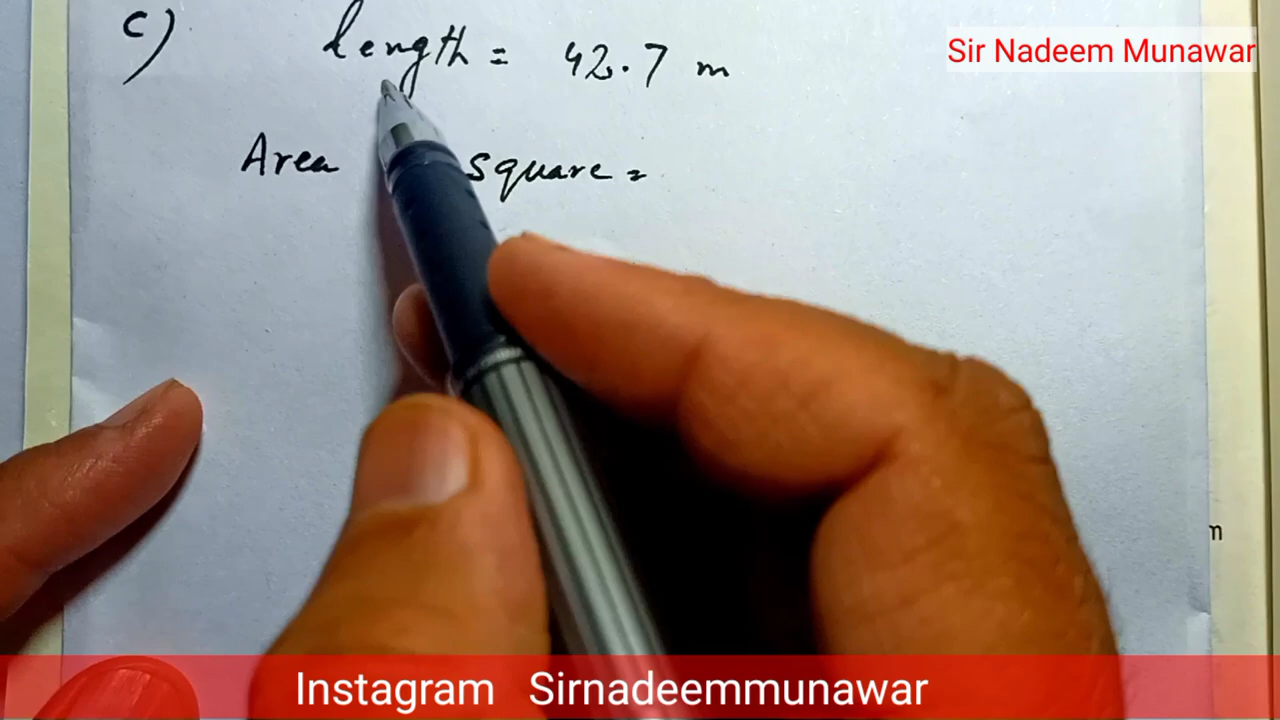 c) length = 42.7 m
Sir Nadeem Munawar
Area square =
m
Instagram Sirnadeemmunawar